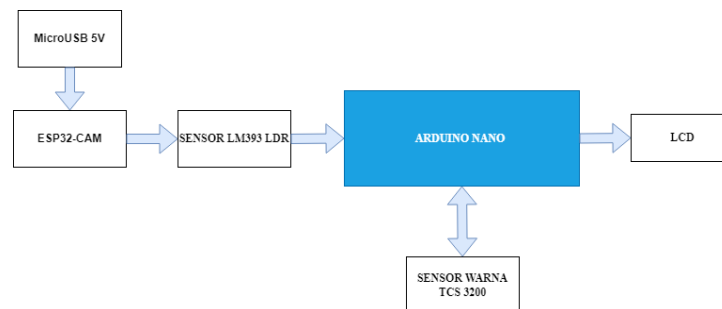 MicroUSB 5V
ESP32-CAM
SENSOR LM393 LDR
ARDUINO NANO
LCD
SENSOR WARNA
TCS 3200